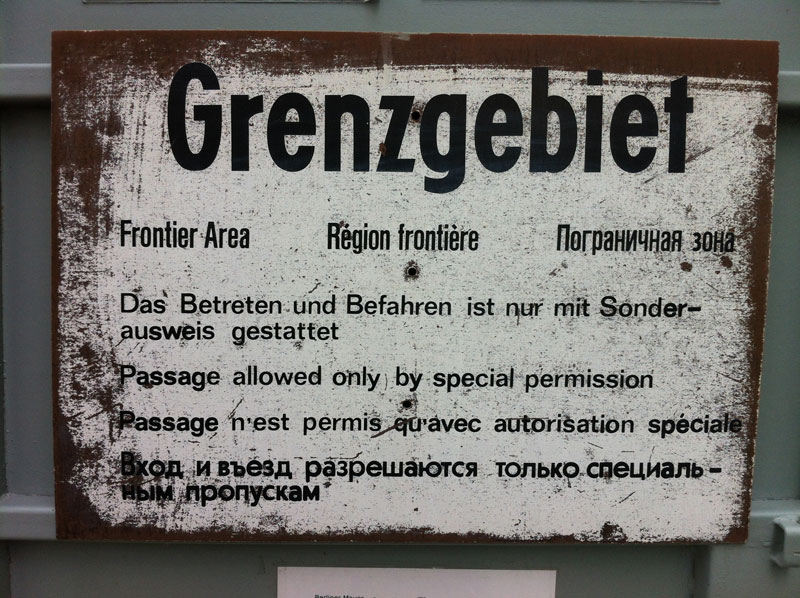 Grenzgebiet
Frontier Area Région frontière Пограничная зона
Das Betreten und Befahren ist nur mit Sonder-
ausweis gestattet
Passage allowed only by special permission
Passage n'est permis qu'avec autorisation spéciale
Вход и въезд разрешаются только специаль-
ным пропускам